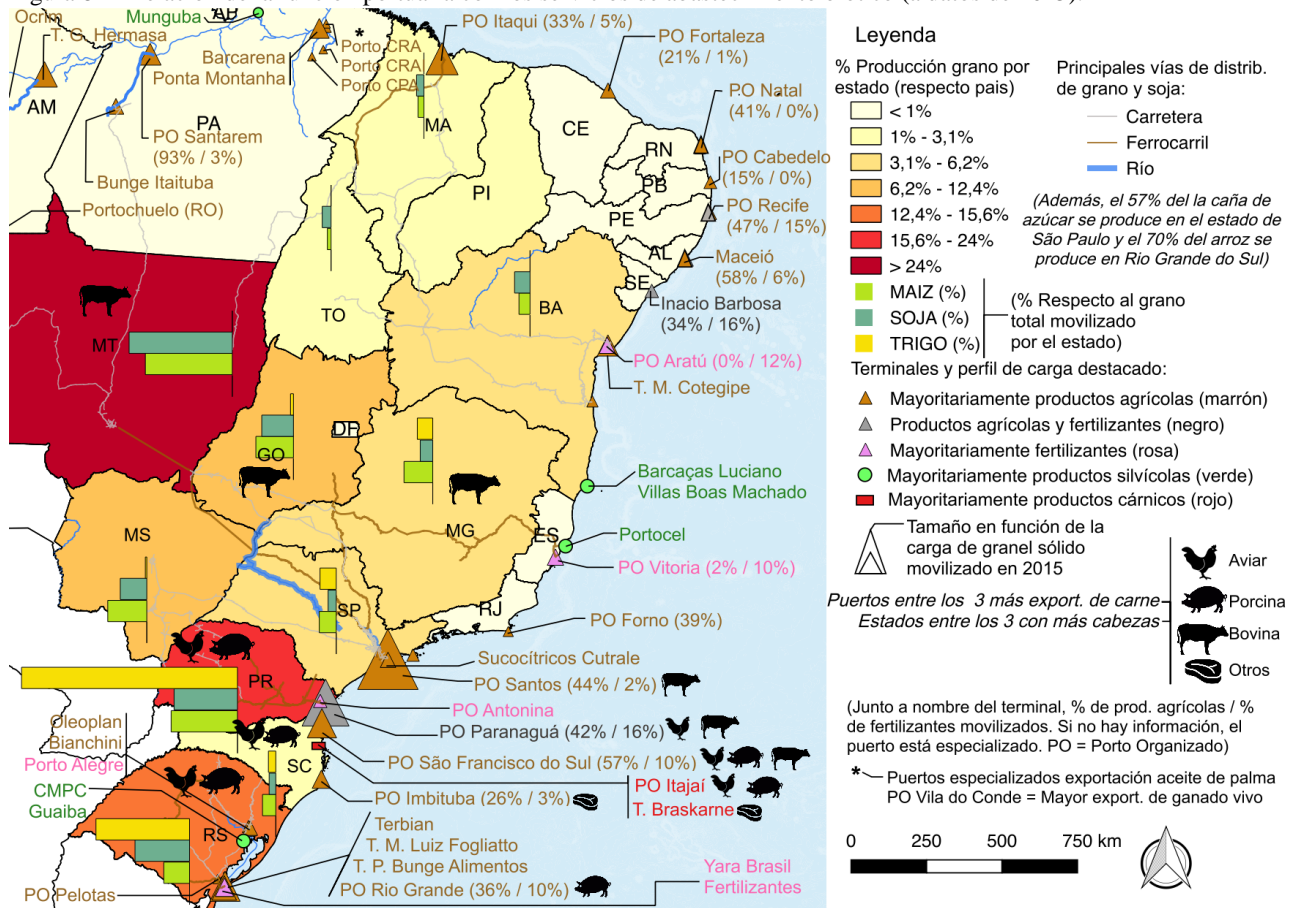 Ocrim
Munguba
AP
T. G. Hermasa
Barcarena
Ponta Montanha
*
Porto CRA
Porto CRA
Porto CPA
PO Itaqui (33% / 5%)
PO Fortaleza
(21% / 1%)
PO Natal
(41% / 0%)
AM
PA
MA
CE
RN
PB
PI
PE
AL
SE
PO Santarem
(93% / 3%)
Bunge Itaituba
Portochuelo (RO)
PO Cabedelo
(15% / 0%)
PO Recife
(47% / 15%)
Maceió
(58% / 6%)
Inacio Barbosa
(34% / 16%)
TO
BA
MT
PO Aratú (0% / 12%)
T. M. Cotegipe
DF
GO
Barcaças Luciano
Villas Boas Machado
MS
MG
ES
Portocel
PO Vitoria (2% / 10%)
SP
RJ
PO Forno (39%)
Sucocítricos Cutrale
PO Santos (44% / 2%)
PR
PO Antonina
PO Paranaguá (42% / 16%)
Oleoplan
Bianchini
Porto Alegre
CMPC
Guaiba
SC
PO São Francisco do Sul (57% / 10%)
PO Itajaí
T. Braskarne
PO Imbituba (26% / 3%)
RS
Terbian
T. M. Luiz Fogliatto
T. P. Bunge Alimentos
PO Rio Grande (36% / 10%)
PO Pelotas
Yara Brasil
Fertilizantes
Leyenda
% Producción grano por
estado (respecto pais)
< 1%
1% - 3,1%
3,1% - 6,2%
6,2% - 12,4%
12,4% - 15,6%
15,6% - 24%
> 24%
Principales vías de distrib.
de grano y soja:
Carretera
Ferrocarril
Río
(Además, el 57% del la caña de
azúcar se produce en el estado de
São Paulo y el 70% del arroz se
produce en Rio Grande do Sul)
MAIZ (%)
SOJA (%)
TRIGO (%)
(% Respecto al grano
total movilizado
por el estado)
Terminales y perfil de carga destacado:
Mayoritariamente productos agrícolas (marrón)
Productos agrícolas y fertilizantes (negro)
Mayoritariamente fertilizantes (rosa)
Mayoritariamente productos silvícolas (verde)
Mayoritariamente productos cárnicos (rojo)
Tamaño en función de la
carga de granel sólido
movilizado en 2015
Puertos entre los 3 más export. de carne
Estados entre los 3 con más cabezas
Aviar
Porcina
Bovina
Otros
(Junto a nombre del terminal, % de prod. agrícolas / %
de fertilizantes movilizados. Si no hay información, el
puerto está especializado. PO = Porto Organizado)
* Puertos especializados exportación aceite de palma
PO Vila do Conde = Mayor export. de ganado vivo
0 250 500 750 km